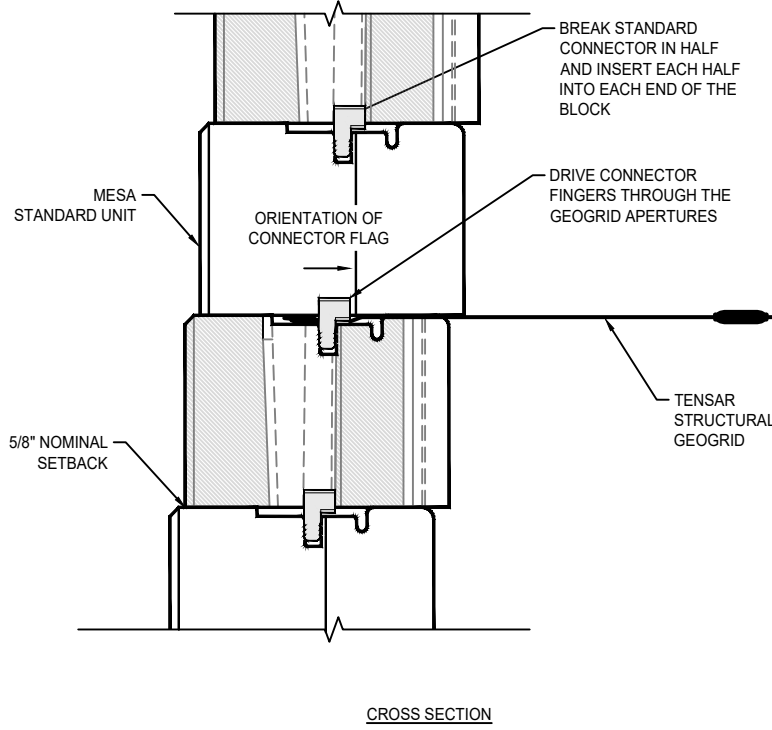 BREAK STANDARD
CONNECTOR IN HALF
AND INSERT EACH HALF
INTO EACH END OF THE
BLOCK
MESA
STANDARD UNIT
DRIVE CONNECTOR
FINGERS THROUGH THE
GEOGRID APERTURES
ORIENTATION OF
CONNECTOR FLAG
TENSAR
STRUCTURAL
GEOGRID
5/8" NOMINAL
SETBACK
CROSS SECTION